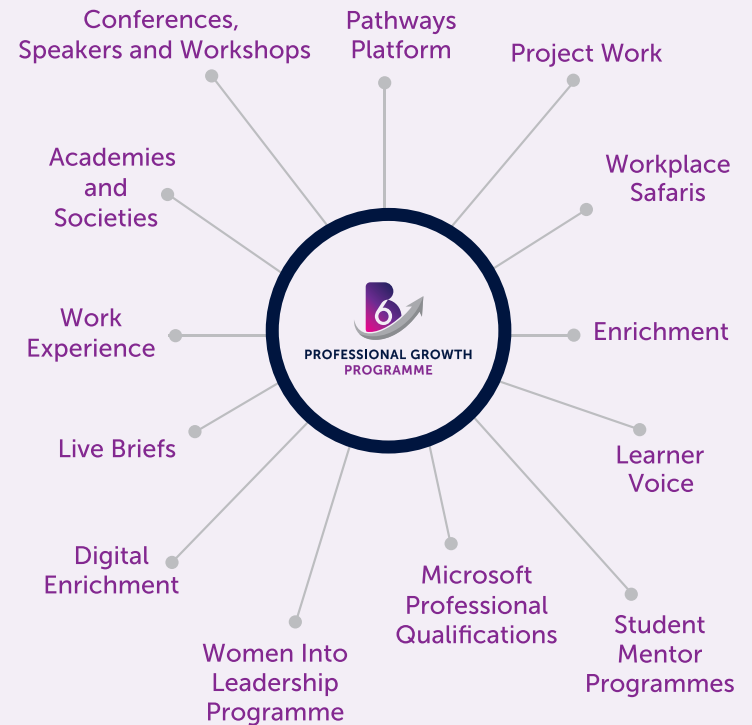 Conferences,
Speakers and Workshops
Pathways
Platform
Project Work
Workplace
Safaris
Enrichment
Learner
Voice
Student
Mentor
Programmes
Microsoft
Professional
Qualifications
Women Into
Leadership
Programme
Digital
Enrichment
Live Briefs
Work
Experience
Academies
and
Societies
B6
PROFESSIONAL GROWTH
PROGRAMME